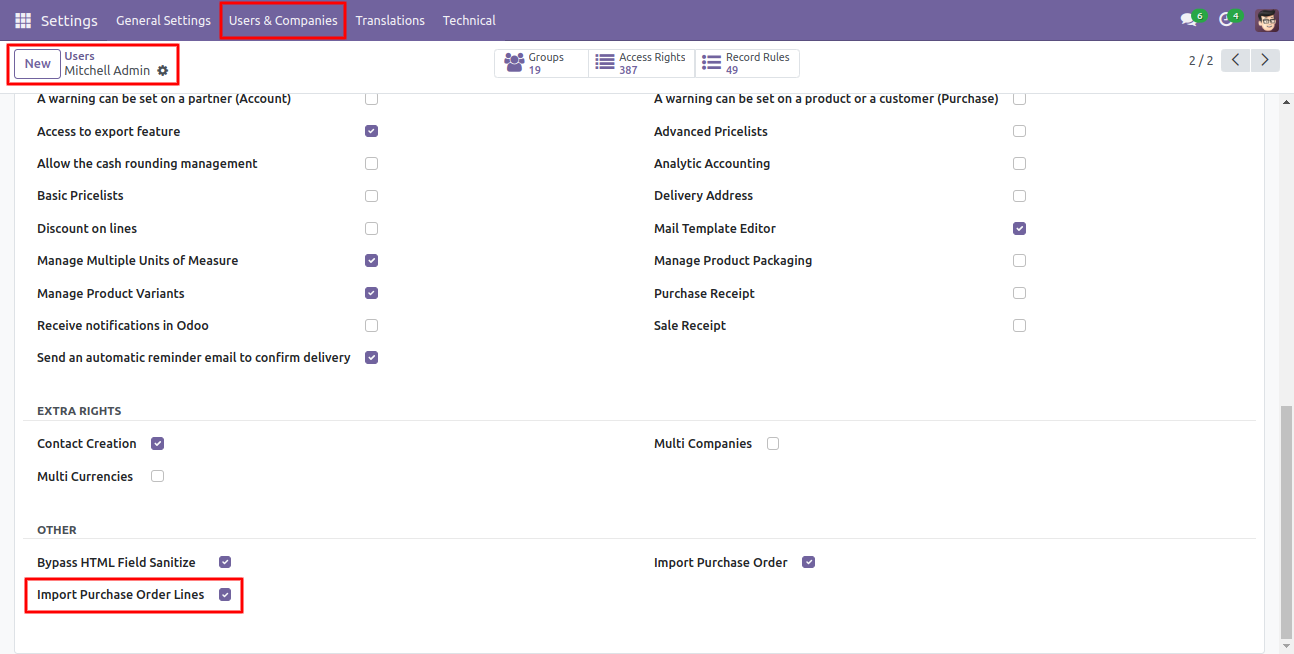 Settings General Settings Users & Companies Translations Technical 6 4
New Users Groups 19 Access Rights 387 Record Rules 49 2 / 2
Mitchell Admin
A warning can be set on a partner (Account) A warning can be set on a product or a customer (Purchase)
Access to export feature Advanced Pricelists
Allow the cash rounding management Analytic Accounting
Basic Pricelists Delivery Address
Discount on lines Mail Template Editor
Manage Multiple Units of Measure Manage Product Packaging
Manage Product Variants Purchase Receipt
Receive notifications in Odoo Sale Receipt
Send an automatic reminder email to confirm delivery
EXTRA RIGHTS
Contact Creation Multi Companies
Multi Currencies
OTHER
Bypass HTML Field Sanitize Import Purchase Order
Import Purchase Order Lines